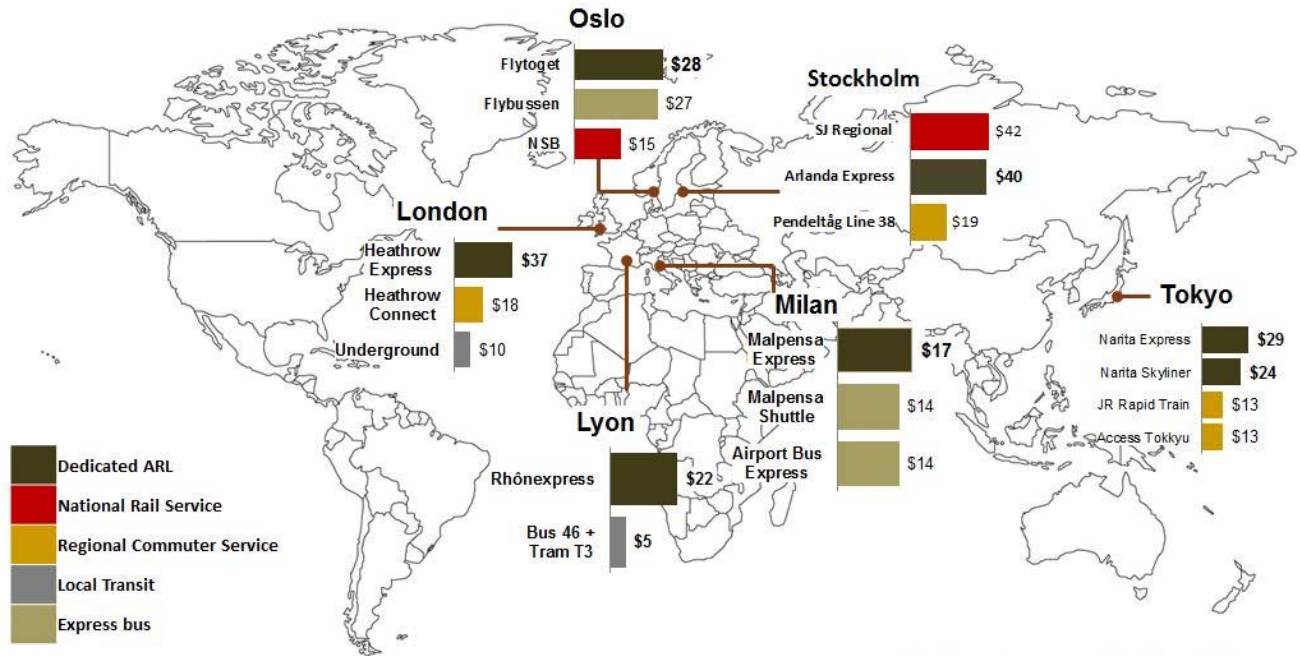 Oslo
Flytoget $28
Flybussen $27
NSB $15
Stockholm
SJ Regional $42
Arlanda Express $40
Pendeltåg Line 38 $19
London
Heathrow
Express $37
Heathrow
Connect $18
Underground $10
Milan
Malpensa
Express $17
Malpensa
Shuttle $14
Airport Bus
Express $14
Tokyo
Narita Express $29
Narita Skyliner $24
JR Rapid Train $13
Access Tokkyu $13
Lyon
Rhônexpress $22
Bus 46 +
Tram T3 $5
Dedicated ARL
National Rail Service
Regional Commuter Service
Local Transit
Express bus